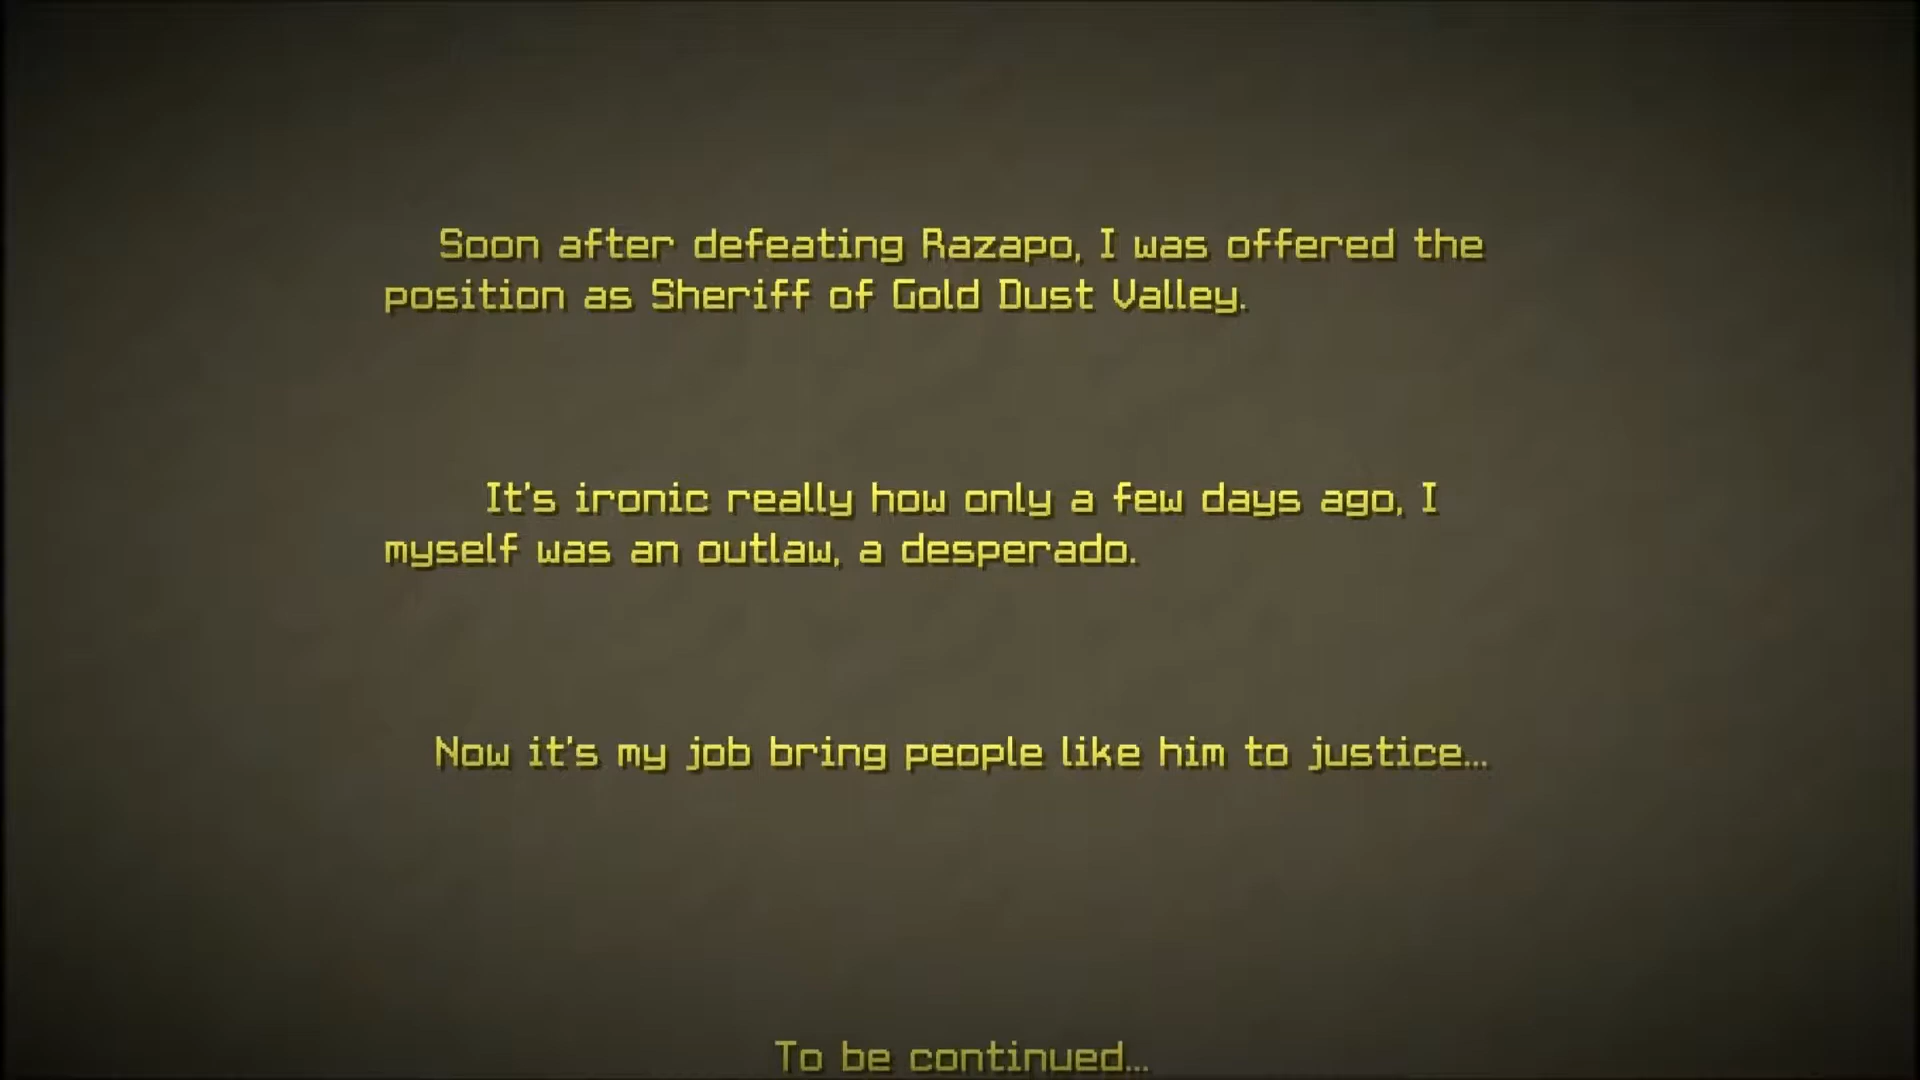 Soon after defeating Razapo, I was offered the
position as Sheriff of Gold Dust Valley.
It's ironic really how only a few days ago, I
myself was an outlaw, a desperado.
Now it's my job bring people like him to justice...
To be continued...